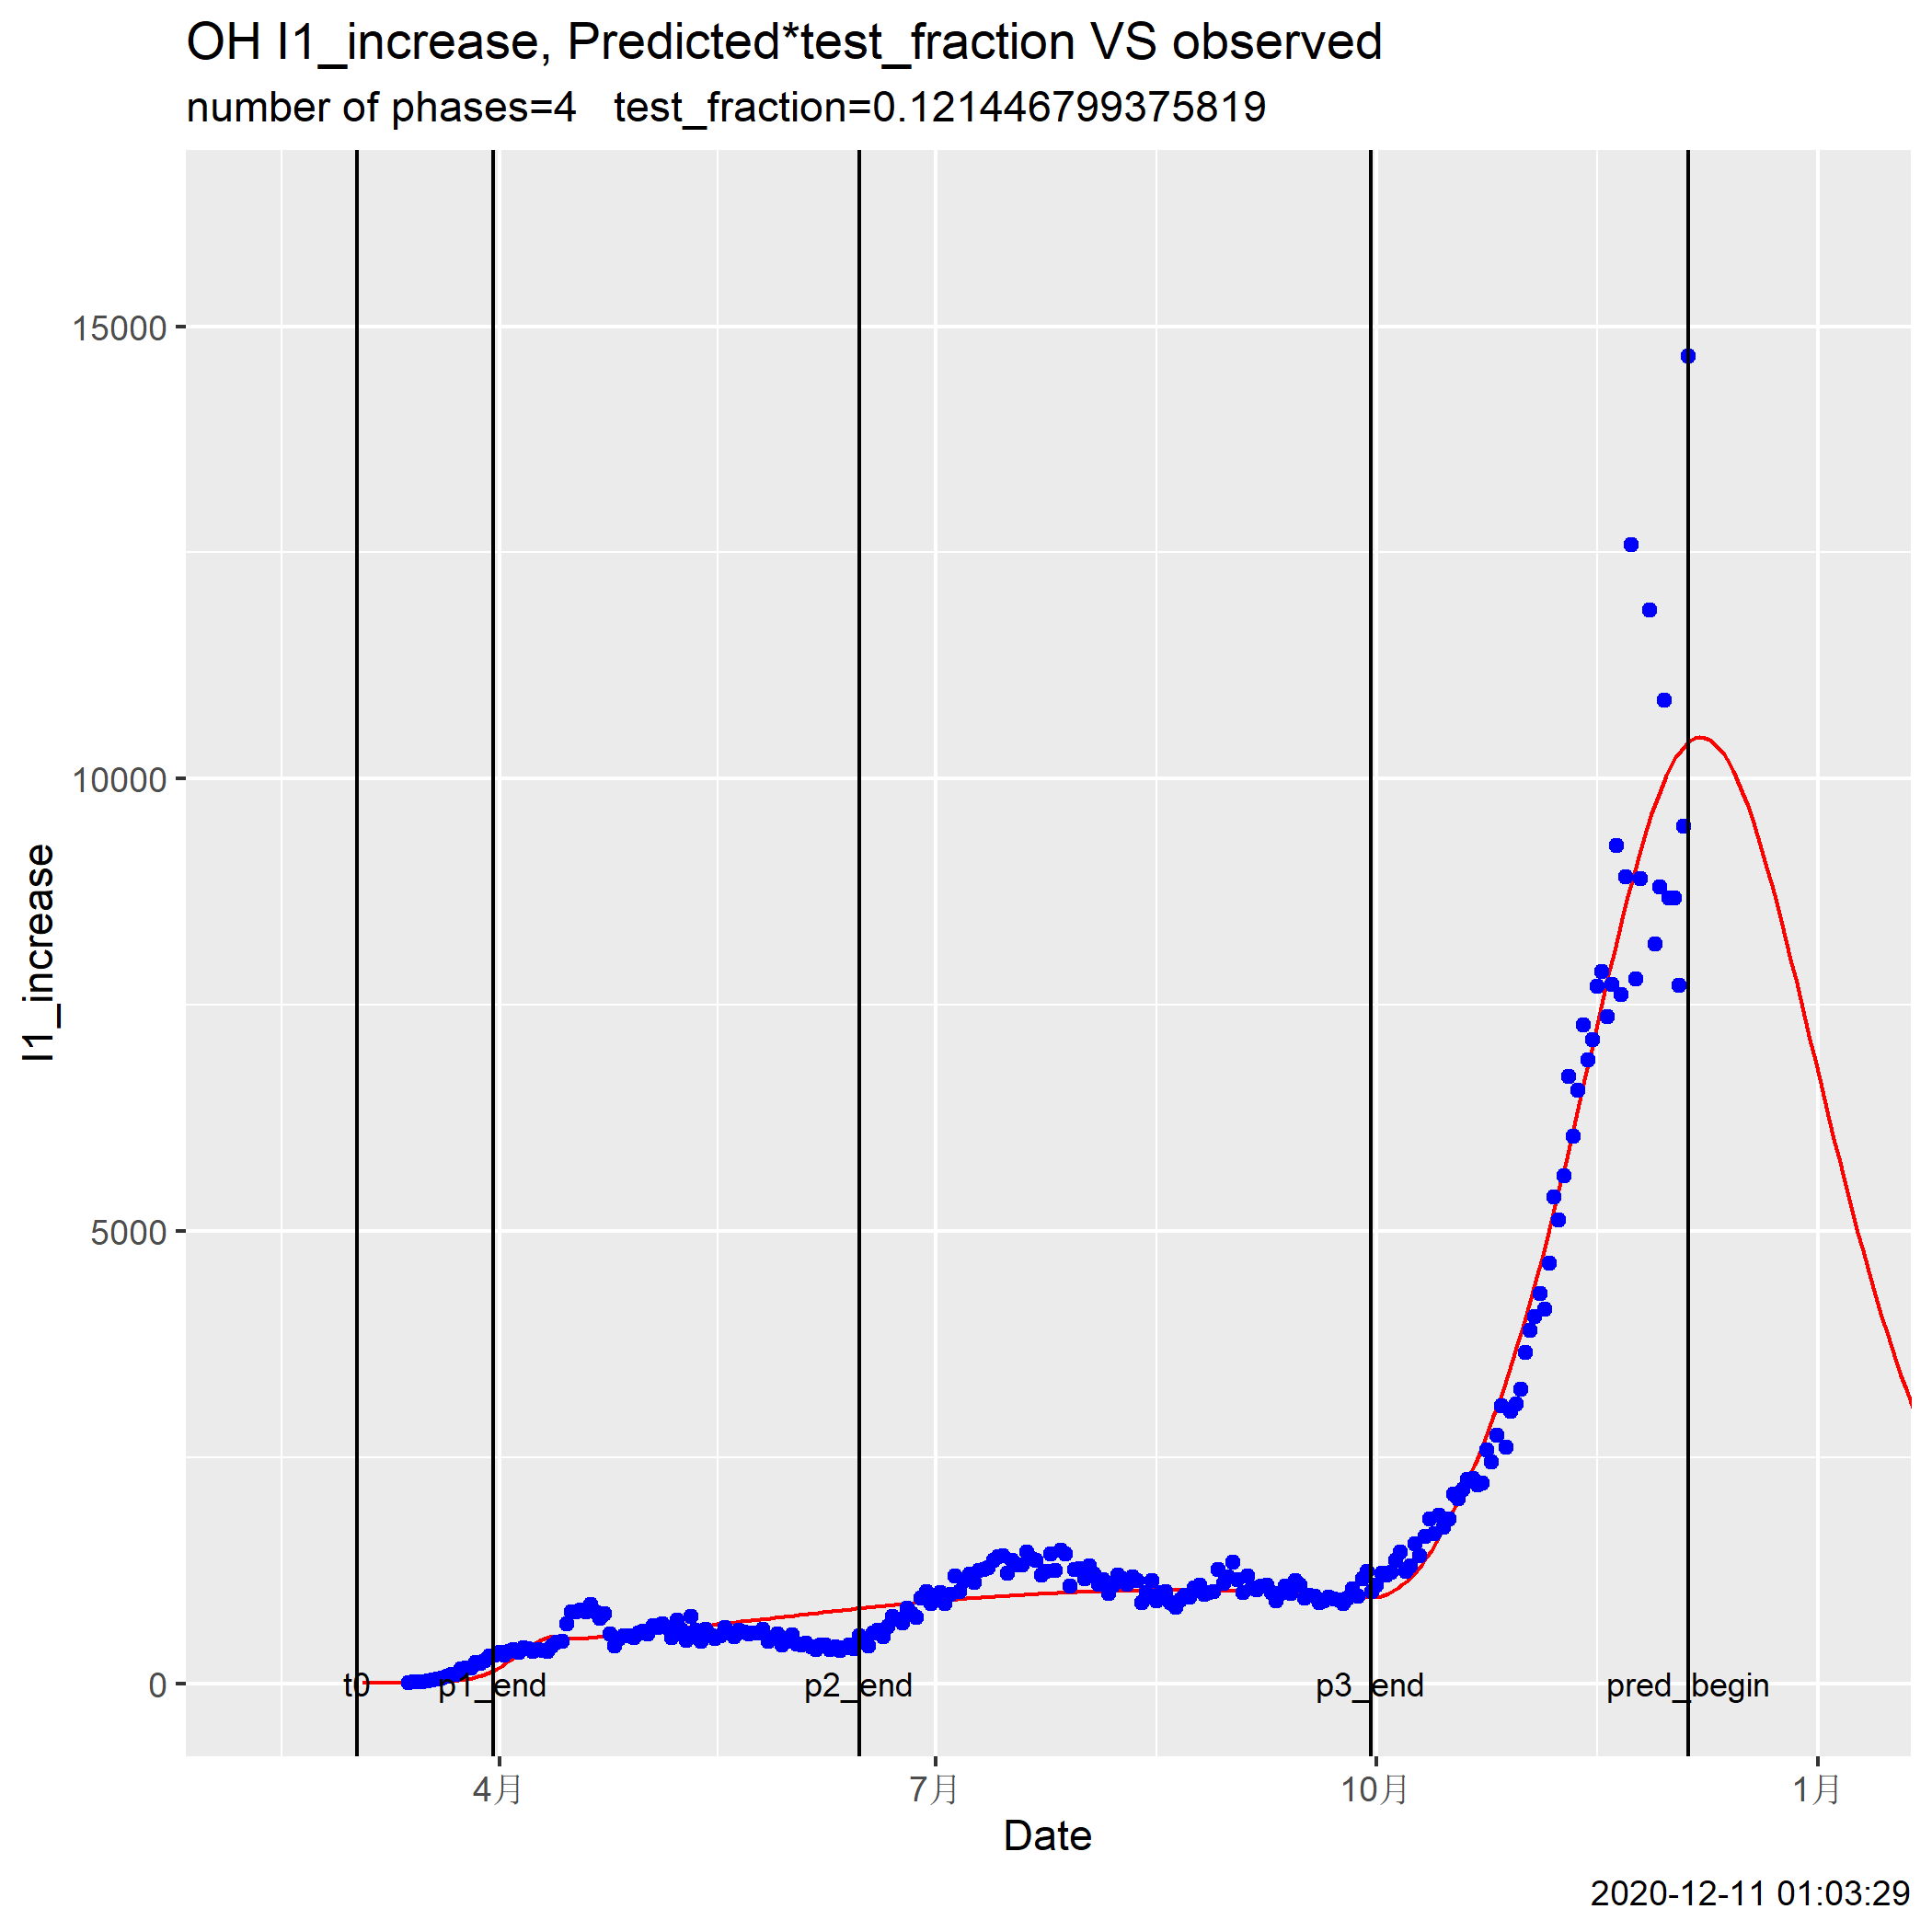 OH I1_increase, Predicted*test_fraction VS observed
number of phases=4 test_fraction=0.1214467993758​19
15000
10000
5000
0
I1_increase
t0
p1_end
p2_end
p3_end
pred_begin
4月
7月
10月
1月
Date
2020-12-11 01:03:29